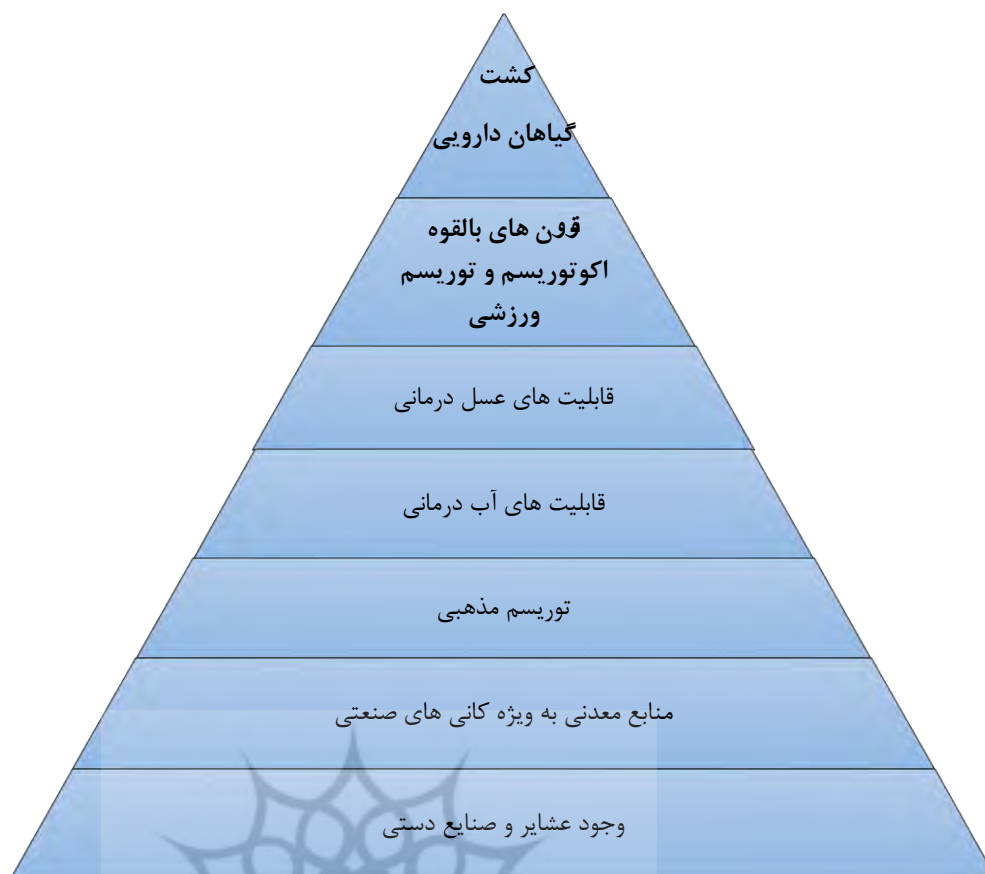 کشت
گیاهان دارویی
قوون های بالقوه
اکوتوریسم و توریسم
ورزشی
قابلیت های عسل درمانی
قابلیت های آب درمانی
توریسم مذهبی
منابع معدنی به ویژه کانی های صنعتی
وجود عشایر و صنایع دستی